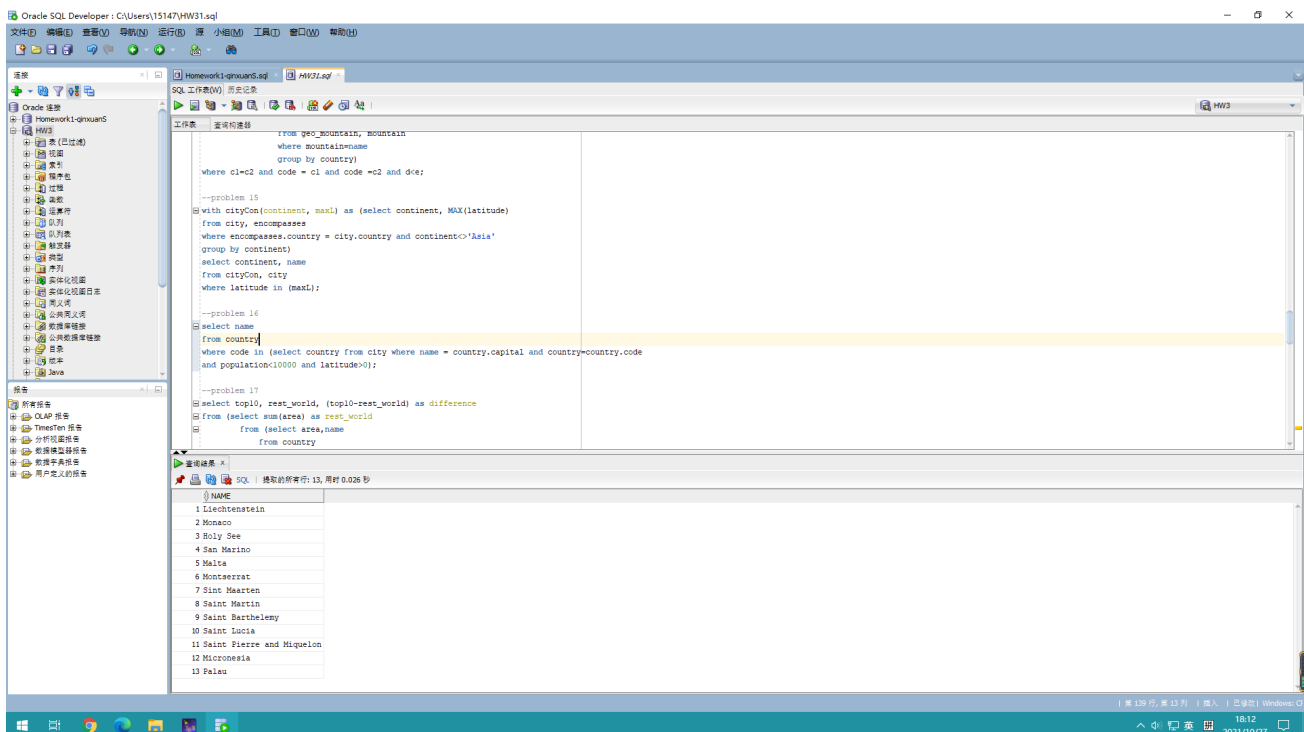 Oracle SQL Developer : C:\Users\15147\HW31.sql
文件(F) 编辑(E) 查看(V) 导航(N) 运行(R) 源 小组(M) 工具(T) 窗口(W) 帮助(H)
连接
Homework1-qinxuanS.sql
HW31.sql
SQL 工作表(W) 历史记录
HW3
Oracle 连接
Homework1-qinxuanS
HW3
表 (已过滤)
视图
索引
程序包
过程
函数
运算符
队列
队列表
触发器
类型
序列
实体化视图
实体化视图日志
同义词
公共同义词
数据库链接
公共数据库链接
目录
版本
Java
报告
所有报告
OLAP 报告
TimesTen 报告
分析视图报告
数据模型器报告
数据字典报告
用户定义的报告
工作表 查询构建器
from geo_mountain, mountain
where mountain=name
group by country)
where c1=c2 and code = c1 and code =c2 and d<e;
--problem 15
with cityCon(continent, maxL) as (select continent, MAX(latitude)
from city, encompasses
where encompasses.country = city.country and continent<>'Asia'
group by continent)
select continent, name
from cityCon, city
where latitude in (maxL);
--problem 16
select name
from country
where code in (select country from city where name = country.capital and country=country.code
and population<10000 and latitude>0);
--problem 17
select top10, rest_world, (top10-rest_world) as difference
from (select sum(area) as rest_world
from (select area,name
from country
查询结果
SQL | 提取的所有行: 13, 用时 0.026 秒
NAME
1 Liechtenstein
2 Monaco
3 Holy See
4 San Marino
5 Malta
6 Montserrat
7 Sint Maarten
8 Saint Martin
9 Saint Barthelemy
10 Saint Lucia
11 Saint Pierre and Miquelon
12 Micronesia
13 Palau
| 第 139 行, 第 13 列 | 插入 | 已修改 | Windows: C
英
18:12
2021/10/27